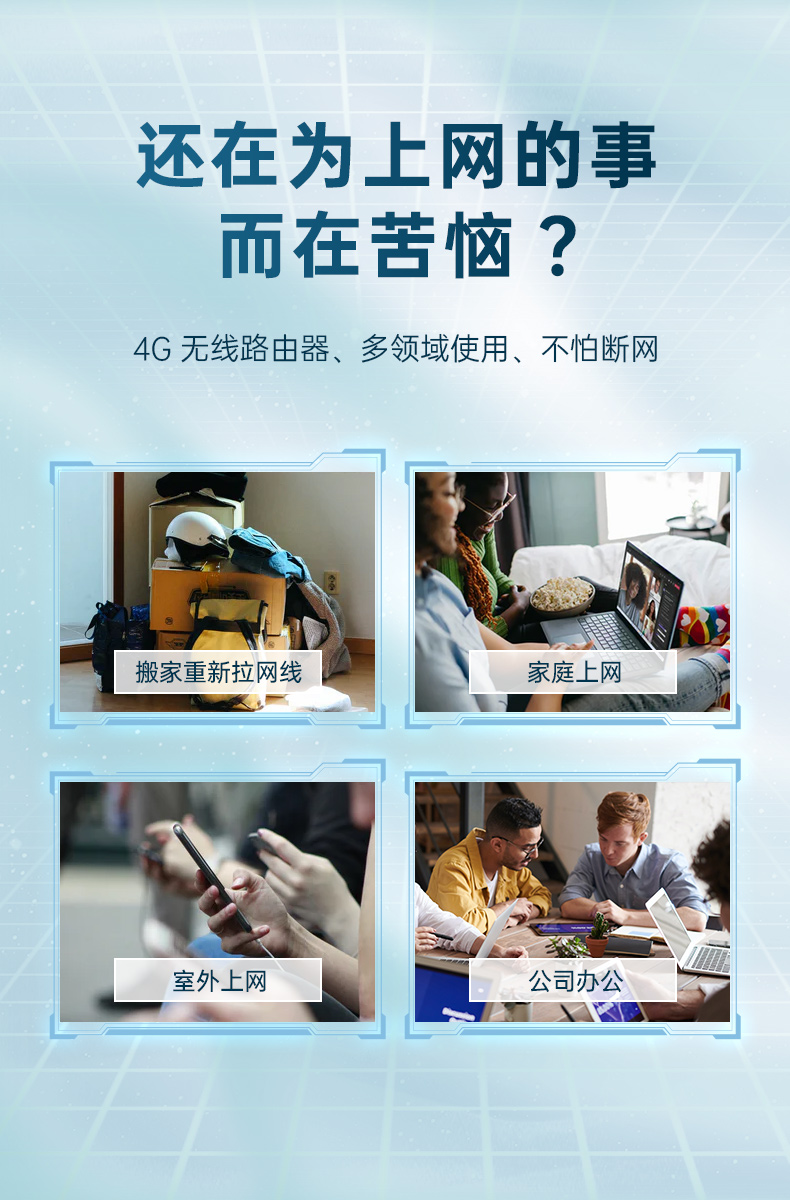 还在为上网的事
而在苦恼？
4G 无线路由器、多领域使用、不怕断网
搬家重新拉网线
家庭上网
室外上网
公司办公